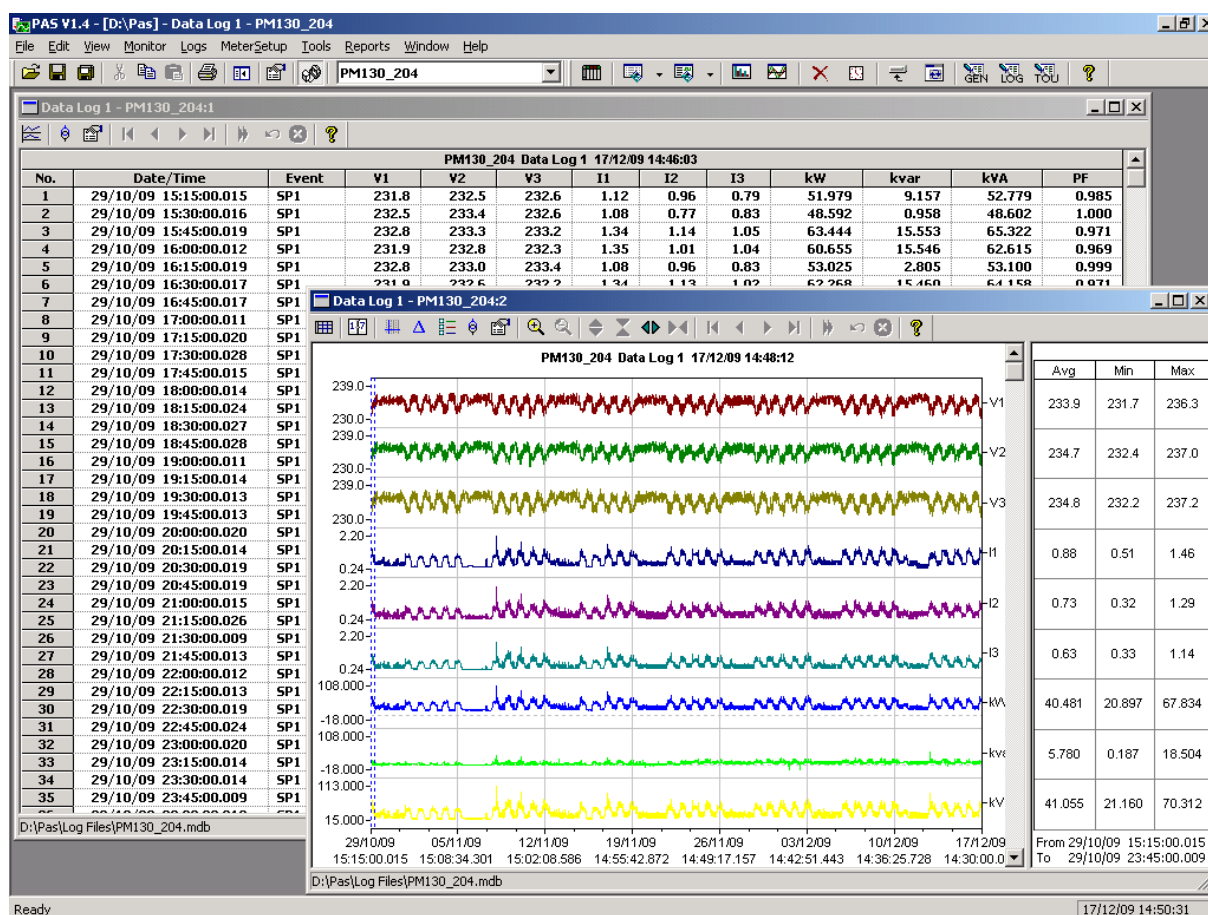 PAS V1.4 - [D:\Pas] - Data Log 1 - PM130_204
File Edit View Monitor Logs MeterSetup Tools Reports Window Help
PM130_204
GEN LOG TOU
Data Log 1 - PM130_204:1
PM130_204 Data Log 1 17/12/09 14:46:03
No. Date/Time Event V1 V2 V3 I1 I2 I3 kW kvar kVA PF
1 29/10/09 15:15:00.015 SP1 231.8 232.5 232.6 1.12 0.96 0.79 51.979 9.157 52.779 0.985
2 29/10/09 15:30:00.016 SP1 232.5 233.4 232.6 1.08 0.77 0.83 48.592 0.958 48.602 1.000
3 29/10/09 15:45:00.019 SP1 232.8 233.3 233.2 1.34 1.14 1.05 63.444 15.553 65.322 0.971
4 29/10/09 16:00:00.012 SP1 231.9 232.8 232.3 1.35 1.01 1.04 60.655 15.546 62.615 0.969
5 29/10/09 16:15:00.019 SP1 232.8 233.0 233.4 1.08 0.96 0.83 53.025 2.805 53.100 0.999
6 29/10/09 16:30:00.017 SP1 231.9 232.6 232.2 1.34 1.13 1.02 62.268 15.460 64.158 0.971
7 29/10/09 16:45:00.017 SP1
8 29/10/09 17:00:00.011 SP1
9 29/10/09 17:15:00.020 SP1
10 29/10/09 17:30:00.028 SP1
11 29/10/09 17:45:00.015 SP1
12 29/10/09 18:00:00.014 SP1
13 29/10/09 18:15:00.024 SP1
14 29/10/09 18:30:00.027 SP1
15 29/10/09 18:45:00.028 SP1
16 29/10/09 19:00:00.011 SP1
17 29/10/09 19:15:00.014 SP1
18 29/10/09 19:30:00.013 SP1
19 29/10/09 19:45:00.013 SP1
20 29/10/09 20:00:00.020 SP1
21 29/10/09 20:15:00.014 SP1
22 29/10/09 20:30:00.019 SP1
23 29/10/09 20:45:00.019 SP1
24 29/10/09 21:00:00.015 SP1
25 29/10/09 21:15:00.026 SP1
26 29/10/09 21:30:00.009 SP1
27 29/10/09 21:45:00.013 SP1
28 29/10/09 22:00:00.012 SP1
29 29/10/09 22:15:00.013 SP1
30 29/10/09 22:30:00.019 SP1
31 29/10/09 22:45:00.024 SP1
32 29/10/09 23:00:00.020 SP1
33 29/10/09 23:15:00.014 SP1
34 29/10/09 23:30:00.014 SP1
35 29/10/09 23:45:00.009 SP1
D:\Pas\Log Files\PM130_204.mdb
Data Log 1 - PM130_204:2
PM130_204 Data Log 1 17/12/09 14:48:12
Avg Min Max
239.0
230.0
V1 233.9 231.7 236.3
239.0
230.0
V2 234.7 232.4 237.0
239.0
230.0
V3 234.8 232.2 237.2
2.20
0.24
I1 0.88 0.51 1.46
2.20
0.24
I2 0.73 0.32 1.29
2.20
0.24
I3 0.63 0.33 1.14
108.000
-18.000
kW 40.481 20.897 67.834
108.000
-18.000
kva 5.780 0.187 18.504
113.000
15.000
kV 41.055 21.160 70.312
29/10/09 05/11/09 12/11/09 19/11/09 26/11/09 03/12/09 10/12/09 17/12/09
15:15:00.015 15:08:34.301 15:02:08.586 14:55:42.872 14:49:17.157 14:42:51.443 14:36:25.728 14:30:00.0
From 29/10/09 15:15:00.015
To 29/10/09 23:45:00.009
D:\Pas\Log Files\PM130_204.mdb
Ready
17/12/09 14:50:31